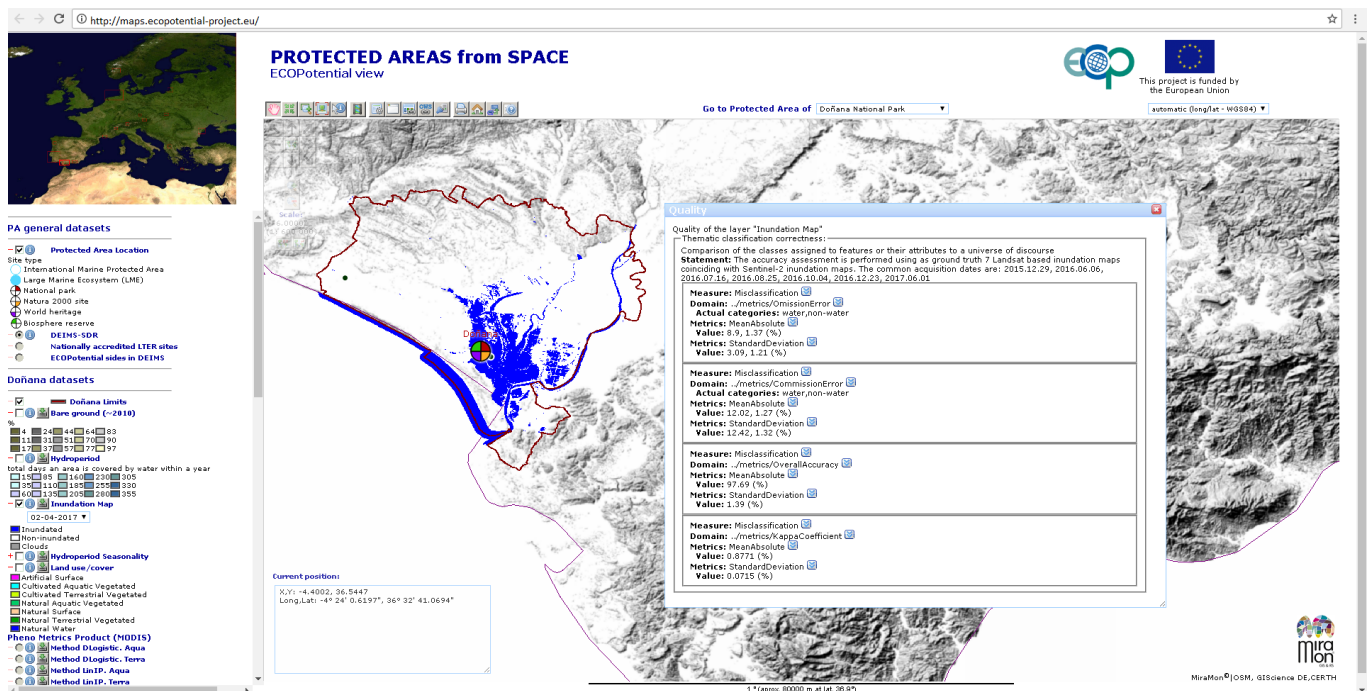 http://maps.ecopotential-project.eu/
PROTECTED AREAS from SPACE
ECOPotential view
ecop
This project is funded by
the European Union
Go to Protected Area of Doñana National Park
automatic (long/lat - WGS84)
PA general datasets
Protected Area Location
Site type
International Marine Protected Area
Large Marine Ecosystem (LME)
National park
Natura 2000 site
World heritage
Biosphere reserve
DEIMS-SDR
Nationally accredited LTER sites
ECOPotential sides in DEIMS
Doñana datasets
Doñana Limits
Bare ground (~2010)
%
4 24 44 64 83
11 31 51 70 90
17 37 57 77 97
Hydroperiod
total days an area is covered by water within a year
15 85 160 230 305
35 110 185 255 330
60 135 205 280 355
Inundation Map
02-04-2017
Inundated
Non-inundated
Clouds
Hydroperiod Seasonality
Land use/cover
Artificial Surface
Cultivated Aquatic Vegetated
Cultivated Terrestrial Vegetated
Natural Aquatic Vegetated
Natural Surface
Natural Terrestrial Vegetated
Natural Water
Pheno Metrics Product (MODIS)
Method DLogistic. Aqua
Method DLogistic. Terra
Method LinIP. Aqua
Method LinIP. Terra
Scale:
Doñana
Quality
Quality of the layer "Inundation Map"
Thematic classification correctness:
Comparison of the classes assigned to features or their attributes to a universe of discourse
Statement: The accuracy assessment is performed using as ground truth 7 Landsat based inundation maps
coinciding with Sentinel-2 inundation maps. The common acquisition dates are: 2015.12.29, 2016.06.06,
2016.07.16, 2016.08.25, 2016.10.04, 2016.12.23, 2017.06.01
Measure: Misclassification
Domain: ../metrics/OmissionError
Actual categories: water,non-water
Metrics: MeanAbsolute
Value: 8.9, 1.37 (%)
Metrics: StandardDeviation
Value: 3.09, 1.21 (%)
Measure: Misclassification
Domain: ../metrics/CommissionError
Actual categories: water,non-water
Metrics: MeanAbsolute
Value: 12.02, 1.27 (%)
Metrics: StandardDeviation
Value: 12.42, 1.32 (%)
Measure: Misclassification
Domain: ../metrics/OverallAccuracy
Metrics: MeanAbsolute
Value: 97.69 (%)
Metrics: StandardDeviation
Value: 1.39 (%)
Measure: Misclassification
Domain: ../metrics/KappaCoefficient
Metrics: MeanAbsolute
Value: 0.8771 (%)
Metrics: StandardDeviation
Value: 0.0715 (%)
Current position:
X,Y: -4.4002, 36.5447
Long,Lat: -4° 24' 0.6197", 36° 32' 41.0694"
mira
Mon
MiraMon©|OSM, GIScience DE,CERTH
1 ° (aprox. 80000 m at lat. 36.9°)